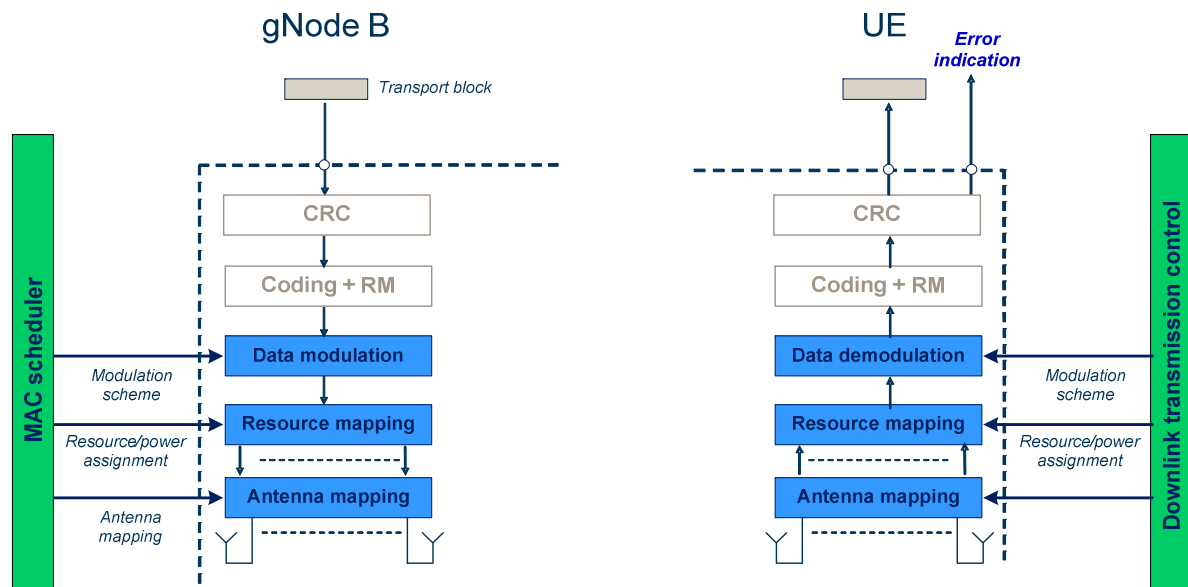 gNode B
UE
Error
indication
Transport block
MAC scheduler
CRC
Coding + RM
Data modulation
Modulation
scheme
Resource mapping
Resource/power
assignment
Antenna mapping
Antenna
mapping
CRC
Coding + RM
Data demodulation
Modulation
scheme
Resource mapping
Resource/power
assignment
Antenna mapping
Downlink transmission control